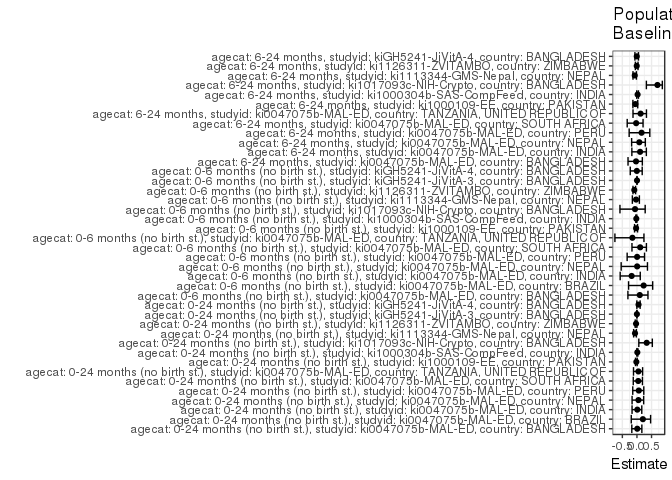 Populat
Baselin
agecat: 6-24 months, studyid: kiGH5241-JiVitA-4, country: BANGLADESH
agecat: 6-24 months, studyid: ki1126311-ZVITAMBO, country: ZIMBABWE
agecat: 6-24 months, studyid: ki1113344-GMS-Nepal, country: NEPAL
agecat: 6-24 months, studyid: ki1017093c-NIH-Crypto, country: BANGLADESH
agecat: 6-24 months, studyid: ki1000304b-SAS-CompFeed, country: INDIA
agecat: 6-24 months, studyid: ki1000109-EE, country: PAKISTAN
agecat: 6-24 months, studyid: ki0047075b-MAL-ED, country: TANZANIA, UNITED REPUBLIC OF
agecat: 6-24 months, studyid: ki0047075b-MAL-ED, country: SOUTH AFRICA
agecat: 6-24 months, studyid: ki0047075b-MAL-ED, country: PERU
agecat: 6-24 months, studyid: ki0047075b-MAL-ED, country: NEPAL
agecat: 6-24 months, studyid: ki0047075b-MAL-ED, country: INDIA
agecat: 6-24 months, studyid: ki0047075b-MAL-ED, country: BANGLADESH
agecat: 0-6 months (no birth st.), studyid: kiGH5241-JiVitA-4, country: BANGLADESH
agecat: 0-6 months (no birth st.), studyid: kiGH5241-JiVitA-3, country: BANGLADESH
agecat: 0-6 months (no birth st.), studyid: ki1126311-ZVITAMBO, country: ZIMBABWE
agecat: 0-6 months (no birth st.), studyid: ki1113344-GMS-Nepal, country: NEPAL
agecat: 0-6 months (no birth st.), studyid: ki1017093c-NIH-Crypto, country: BANGLADESH
agecat: 0-6 months (no birth st.), studyid: ki1000304b-SAS-CompFeed, country: INDIA
agecat: 0-6 months (no birth st.), studyid: ki1000109-EE, country: PAKISTAN
agecat: 0-6 months (no birth st.), studyid: ki0047075b-MAL-ED, country: TANZANIA, UNITED REPUBLIC OF
agecat: 0-6 months (no birth st.), studyid: ki0047075b-MAL-ED, country: SOUTH AFRICA
agecat: 0-6 months (no birth st.), studyid: ki0047075b-MAL-ED, country: PERU
agecat: 0-6 months (no birth st.), studyid: ki0047075b-MAL-ED, country: NEPAL
agecat: 0-6 months (no birth st.), studyid: ki0047075b-MAL-ED, country: INDIA
agecat: 0-6 months (no birth st.), studyid: ki0047075b-MAL-ED, country: BRAZIL
agecat: 0-6 months (no birth st.), studyid: ki0047075b-MAL-ED, country: BANGLADESH
agecat: 0-24 months (no birth st.), studyid: kiGH5241-JiVitA-4, country: BANGLADESH
agecat: 0-24 months (no birth st.), studyid: kiGH5241-JiVitA-3, country: BANGLADESH
agecat: 0-24 months (no birth st.), studyid: ki1126311-ZVITAMBO, country: ZIMBABWE
agecat: 0-24 months (no birth st.), studyid: ki1113344-GMS-Nepal, country: NEPAL
agecat: 0-24 months (no birth st.), studyid: ki1017093c-NIH-Crypto, country: BANGLADESH
agecat: 0-24 months (no birth st.), studyid: ki1000304b-SAS-CompFeed, country: INDIA
agecat: 0-24 months (no birth st.), studyid: ki1000109-EE, country: PAKISTAN
agecat: 0-24 months (no birth st.), studyid: ki0047075b-MAL-ED, country: TANZANIA, UNITED REPUBLIC OF
agecat: 0-24 months (no birth st.), studyid: ki0047075b-MAL-ED, country: SOUTH AFRICA
agecat: 0-24 months (no birth st.), studyid: ki0047075b-MAL-ED, country: PERU
agecat: 0-24 months (no birth st.), studyid: ki0047075b-MAL-ED, country: NEPAL
agecat: 0-24 months (no birth st.), studyid: ki0047075b-MAL-ED, country: INDIA
agecat: 0-24 months (no birth st.), studyid: ki0047075b-MAL-ED, country: BRAZIL
agecat: 0-24 months (no birth st.), studyid: ki0047075b-MAL-ED, country: BANGLADESH
-0.5 0.0 0.5
Estimate